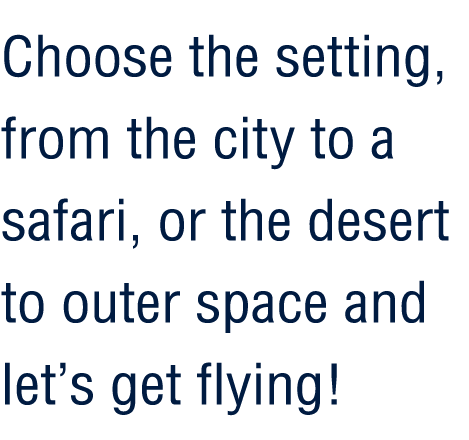 Choose the setting,
from the city to a
safari, or the desert
to outer space and
let’s get flying!